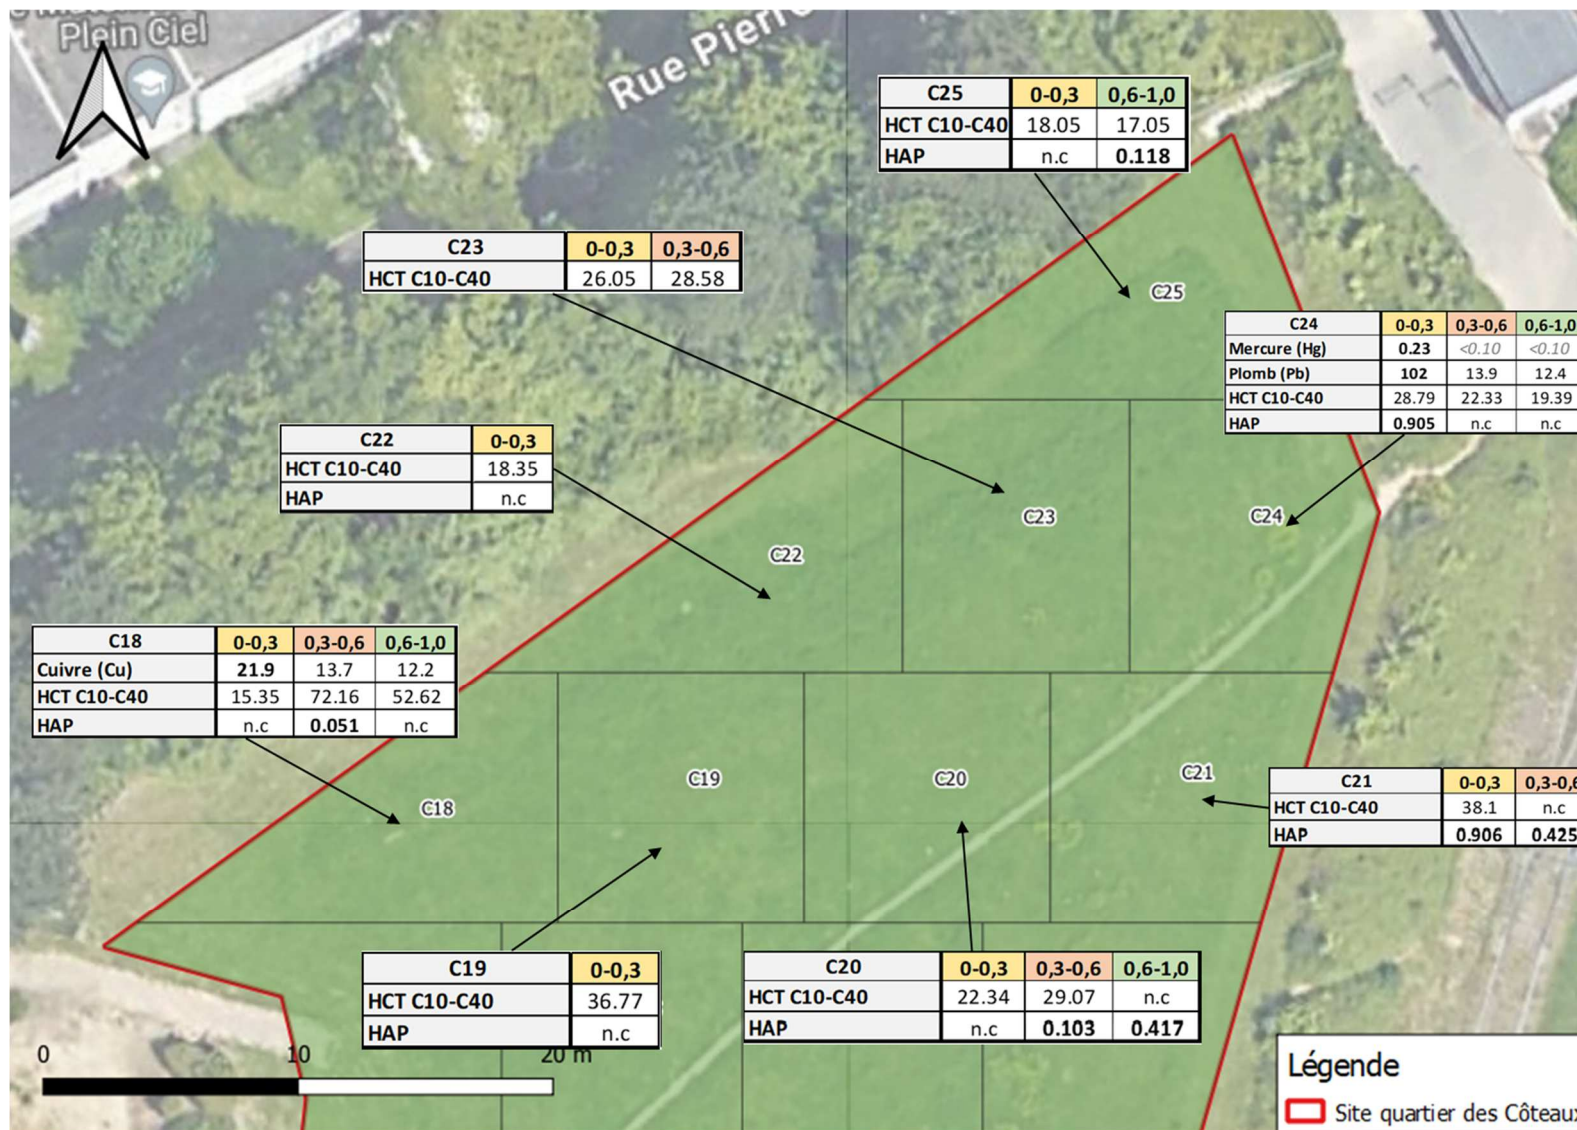 Plein Ciel
Rue Pierre
C25 0-0,3 0,6-1,0
HCT C10-C40 18.05 17.05
HAP n.c 0.118
C23 0-0,3 0,3-0,6
HCT C10-C40 26.05 28.58
C25
C24 0-0,3 0,3-0,6 0,6-1,0
Mercure (Hg) 0.23 <0.10 <0.10
Plomb (Pb) 102 13.9 12.4
HCT C10-C40 28.79 22.33 19.39
HAP 0.905 n.c n.c
C22 0-0,3
HCT C10-C40 18.35
HAP n.c
C23
C24
C22
C18 0-0,3 0,3-0,6 0,6-1,0
Cuivre (Cu) 21.9 13.7 12.2
HCT C10-C40 15.35 72.16 52.62
HAP n.c 0.051 n.c
C18
C19
C20
C21
C21 0-0,3 0,3-0,6
HCT C10-C40 38.1 n.c
HAP 0.906 0.425
C19 0-0,3
HCT C10-C40 36.77
HAP n.c
C20 0-0,3 0,3-0,6 0,6-1,0
HCT C10-C40 22.34 29.07 n.c
HAP n.c 0.103 0.417
0 10 20 m
Légende
Site quartier des Côteaux